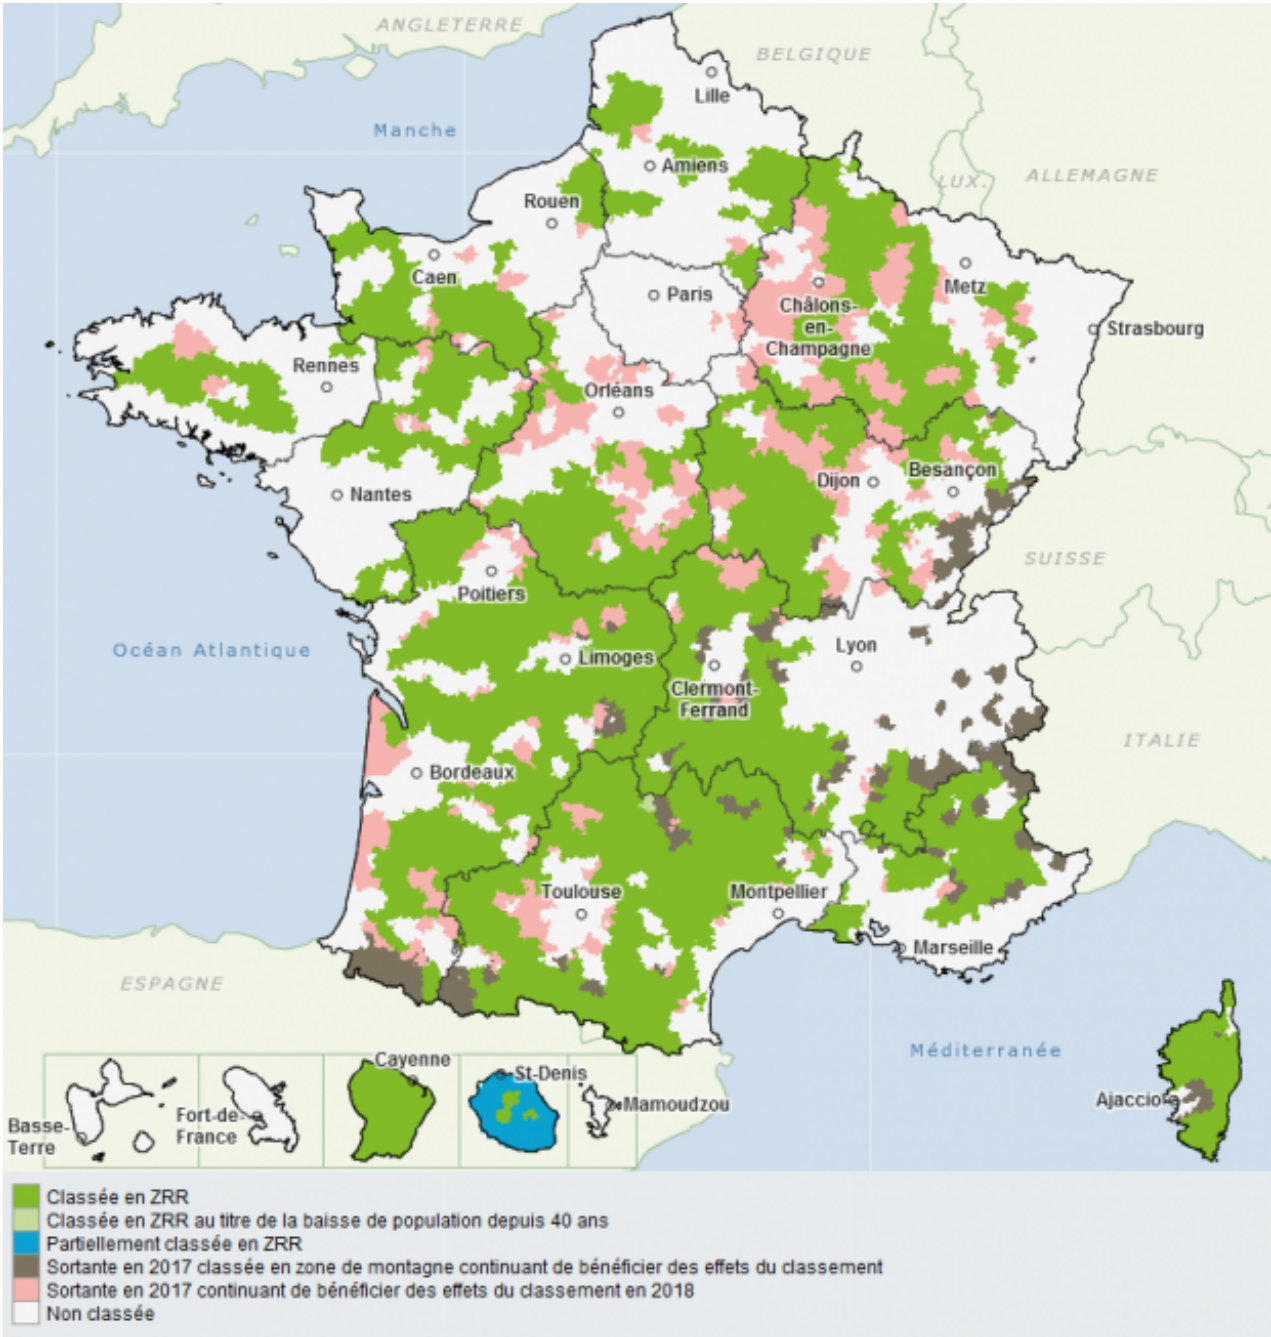 ANGLETERRE
BELGIQUE
Lille
Manche
Amiens
LUX.
ALLEMAGNE
Rouen
Caen
Paris
Metz
Châlons-
en-
Champagne
Strasbourg
Rennes
Orléans
Dijon
Besançon
Nantes
SUISSE
Poitiers
Océan Atlantique
Limoges
Lyon
Clermont-
Ferrand
ITALIE
Bordeaux
Toulouse
Montpellier
Marseille
ESPAGNE
Méditerranée
Ajaccio
Cayenne
St-Denis
Mamoudzou
Fort-de-
France
Basse-
Terre
Classée en ZRR
Classée en ZRR au titre de la baisse de population depuis 40 ans
Partiellement classée en ZRR
Sortante en 2017 classée en zone de montagne continuant de bénéficier des effets du classement
Sortante en 2017 continuant de bénéficier des effets du classement en 2018
Non classée